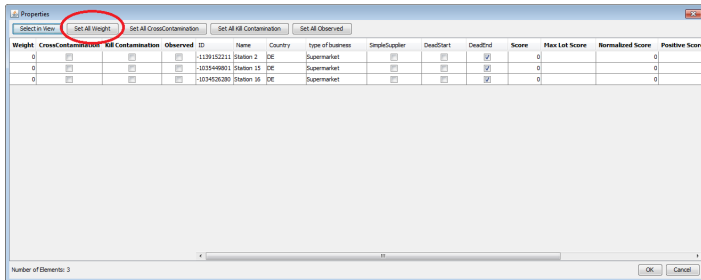 Properties
Select in View Set All Weight Set All CrossContamination Set All Kill Contamination Set All Observed
Weight CrossContamination Kill Contamination Observed ID Name Country type of business SimpleSupplier DeadStart DeadEnd Score Max Lot Score Normalized Score Positive Score
0 -1139152211 Station 2 DE Supermarket 0 0
0 -1035449801 Station 15 DE Supermarket 0 0
0 -1034526280 Station 16 DE Supermarket 0 0
Number of Elements: 3 OK Cancel